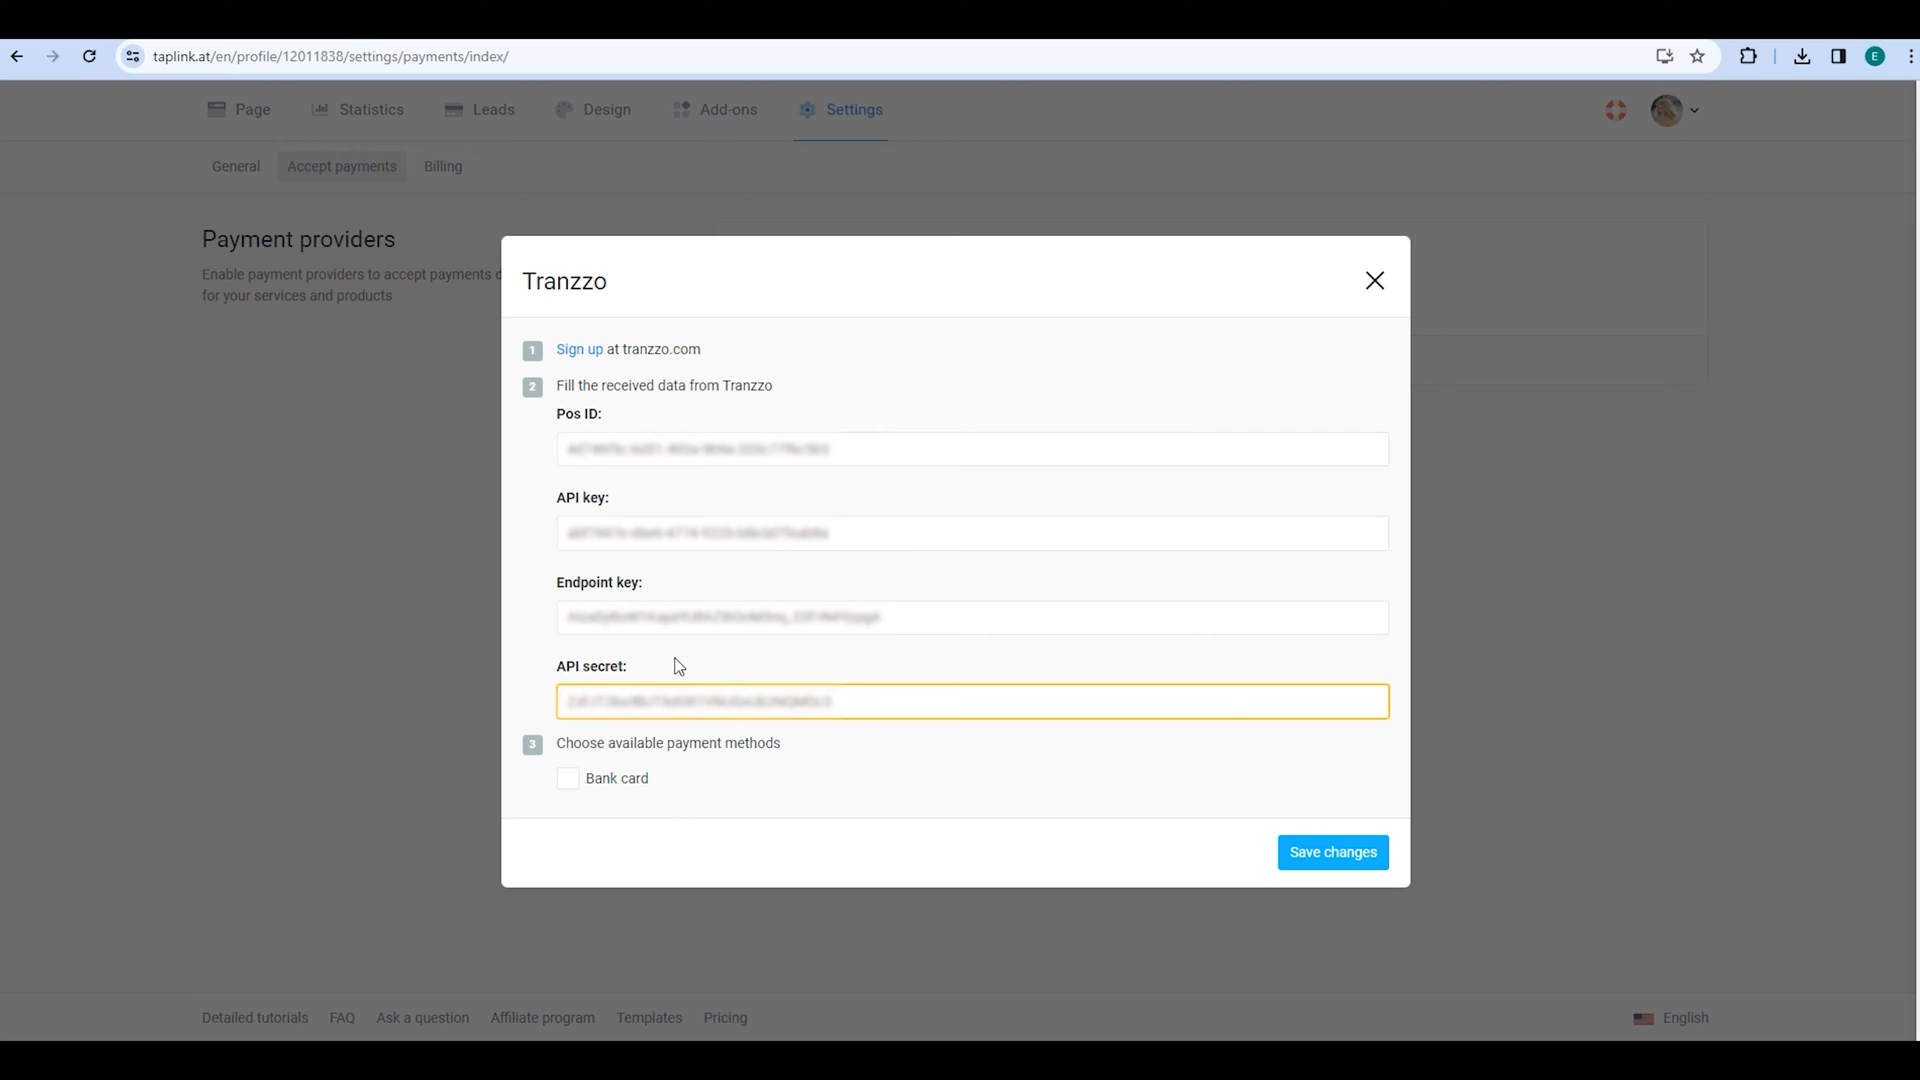 taplink.at/en/profile/12011838/settings/payments/index/
E
Page Statistics Leads Design Add-ons Settings
General Accept payments Billing
Payment providers
Enable payment providers to accept payments
for your services and products
Tranzzo
1 Sign up at tranzzo.com
2 Fill the received data from Tranzzo
Pos ID:
API key:
Endpoint key:
API secret:
3 Choose available payment methods
Bank card
Save changes
Detailed tutorials FAQ Ask a question Affiliate program Templates Pricing
English